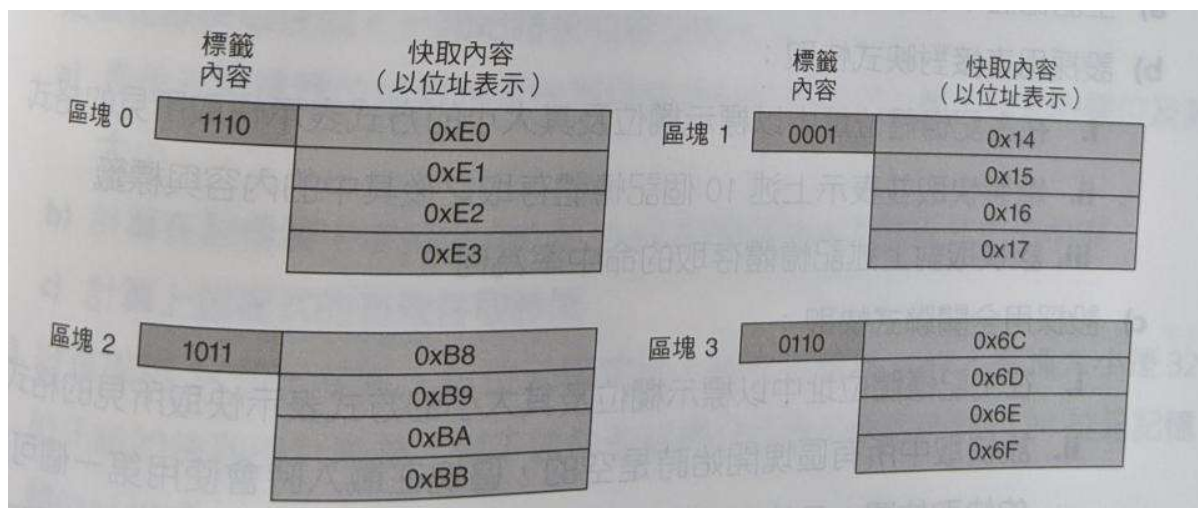 標籤
內容
快取內容
(以位址表示)
區塊 0
1110
0xE0
0xE1
0xE2
0xE3
標籤
內容
快取內容
(以位址表示)
區塊 1
0001
0x14
0x15
0x16
0x17
區塊 2
1011
0xB8
0xB9
0xBA
0xBB
區塊 3
0110
0x6C
0x6D
0x6E
0x6F